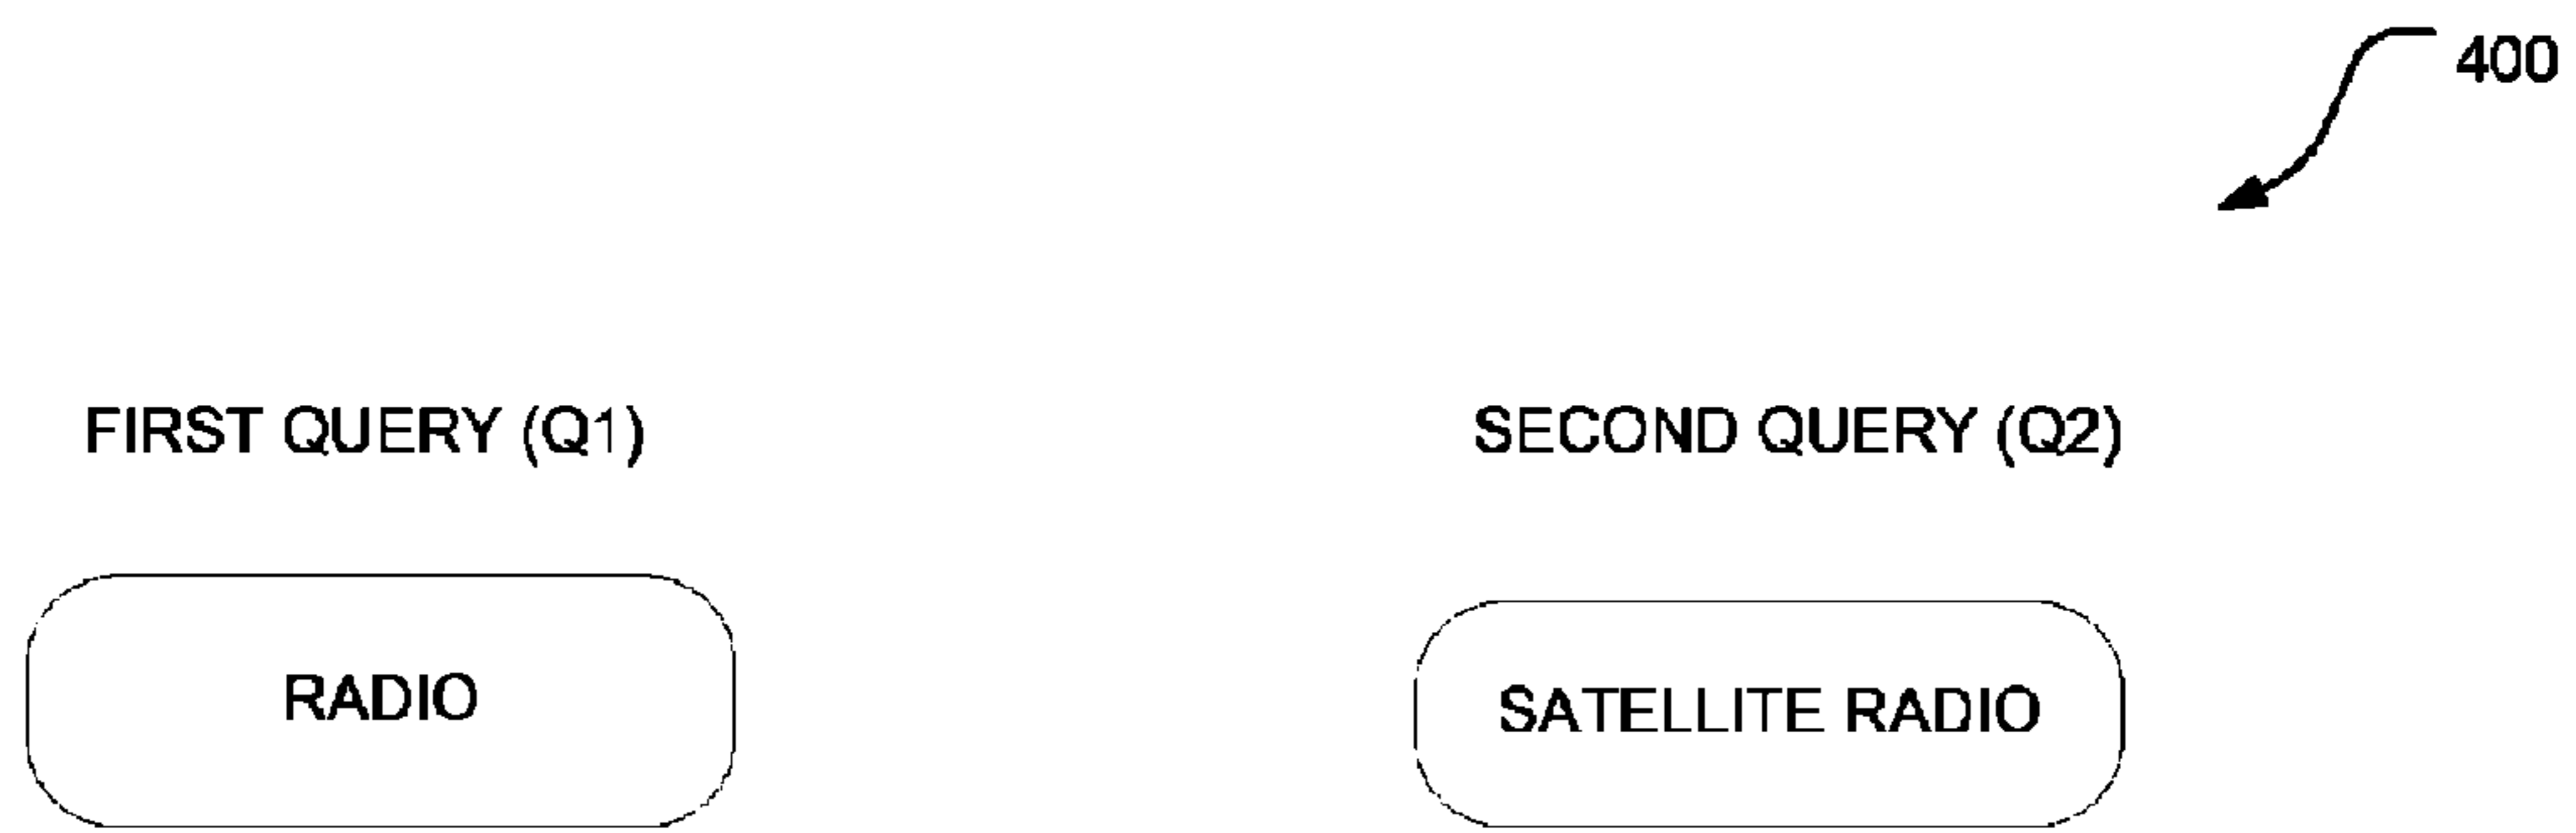 400
FIRST QUERY (Q1)
SECOND QUERY (Q2)
RADIO
SATELLITE RADIO